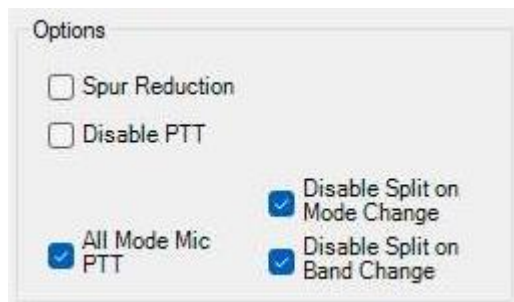 Options
Spur Reduction
Disable PTT
All Mode Mic
PTT
Disable Split on
Mode Change
Disable Split on
Band Change